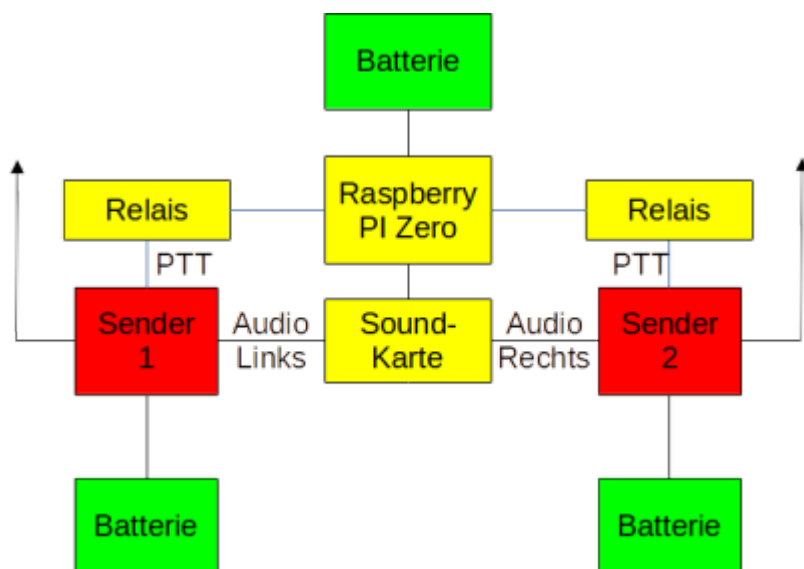 Batterie
Relais
Raspberry
PI Zero
Relais
PTT
PTT
Sender
1
Audio
Links
Sound-
Karte
Audio
Rechts
Sender
2
Batterie
Batterie